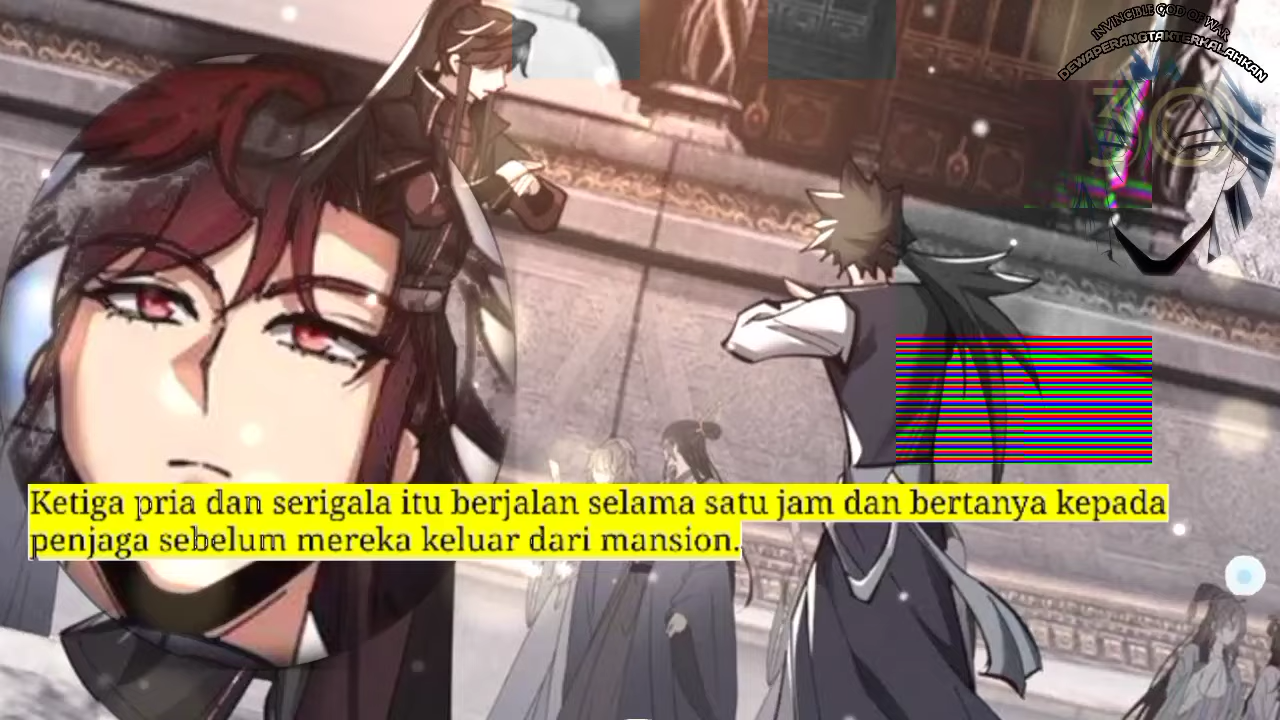 INVINCIBLE GOD OF WAR
DEWAPERANGTAKTERKALAHKAN
30
Ketiga pria dan serigala itu berjalan selama satu jam dan bertanya kepada
penjaga sebelum mereka keluar dari mansion.